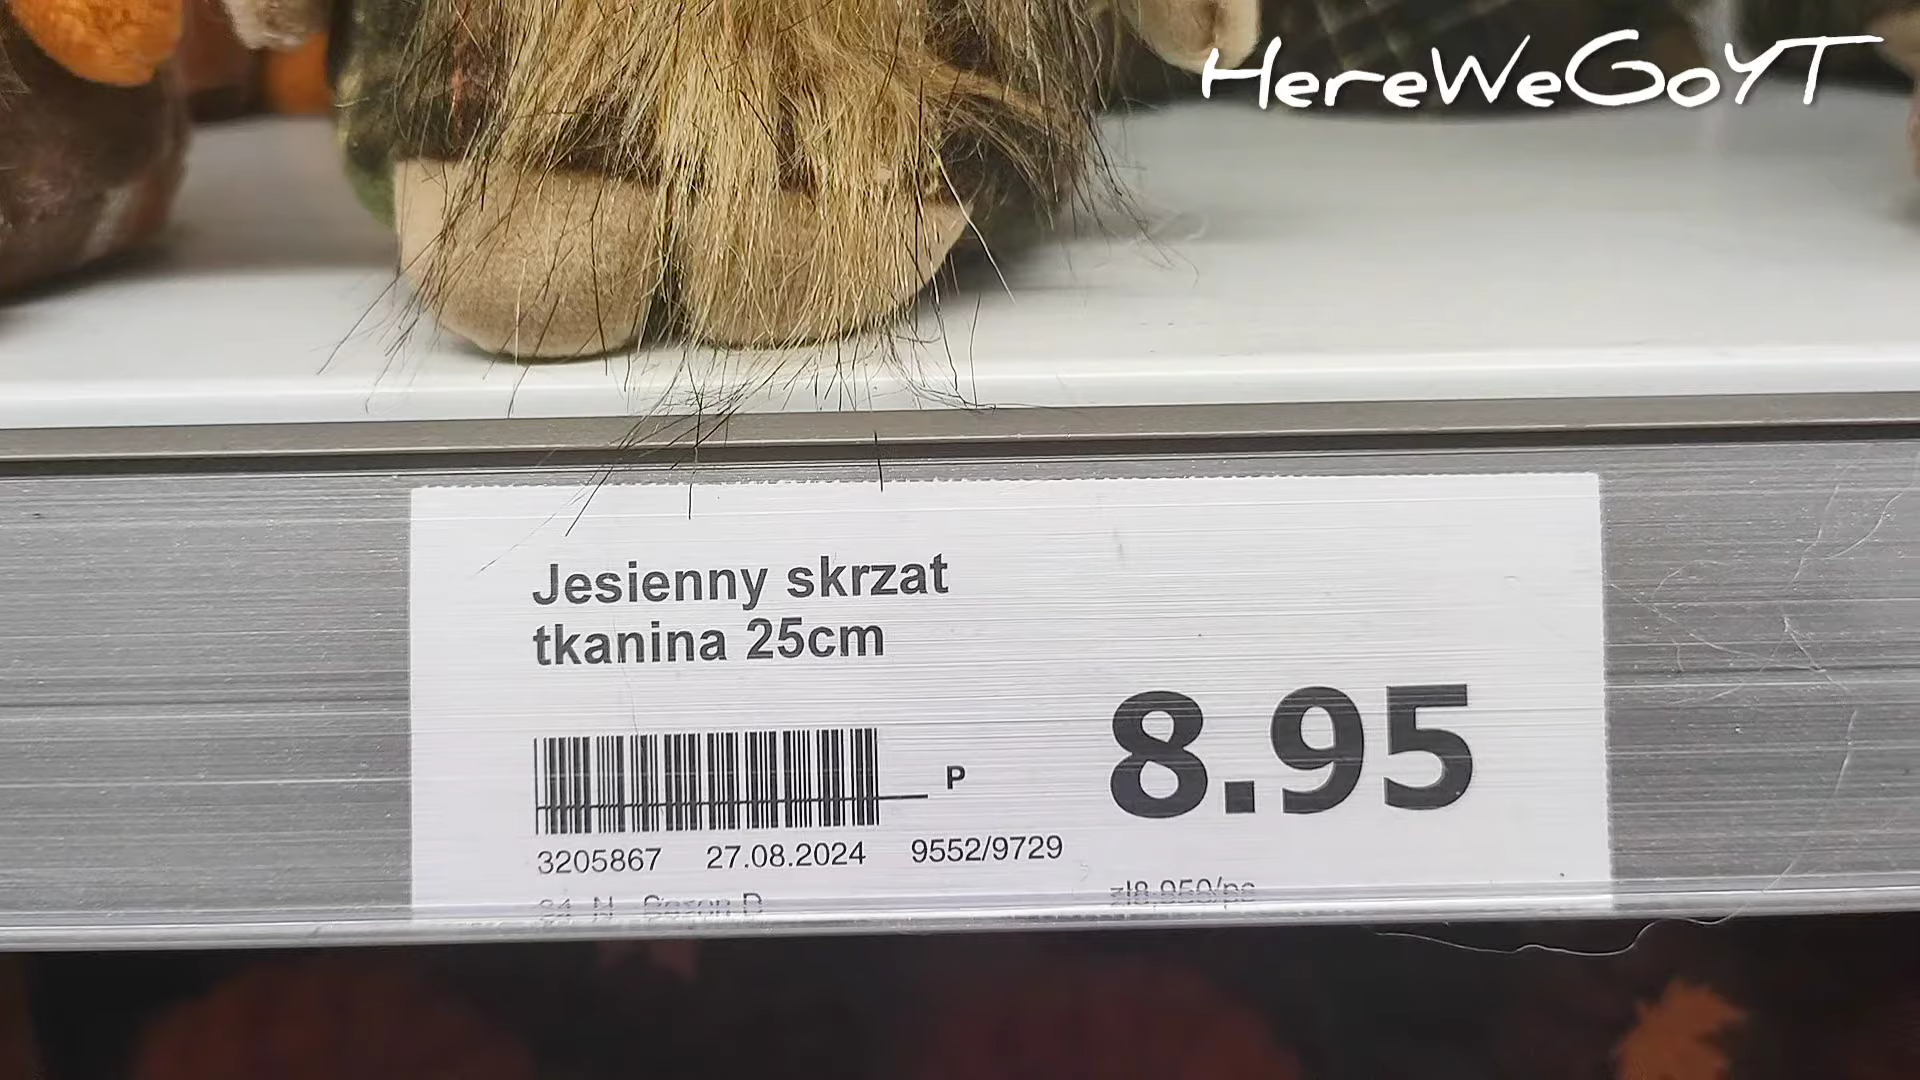 HereWeGoYT
Jesienny skrzat
tkanina 25cm
8.95
P
3205867 27.08.2024 9552/9729